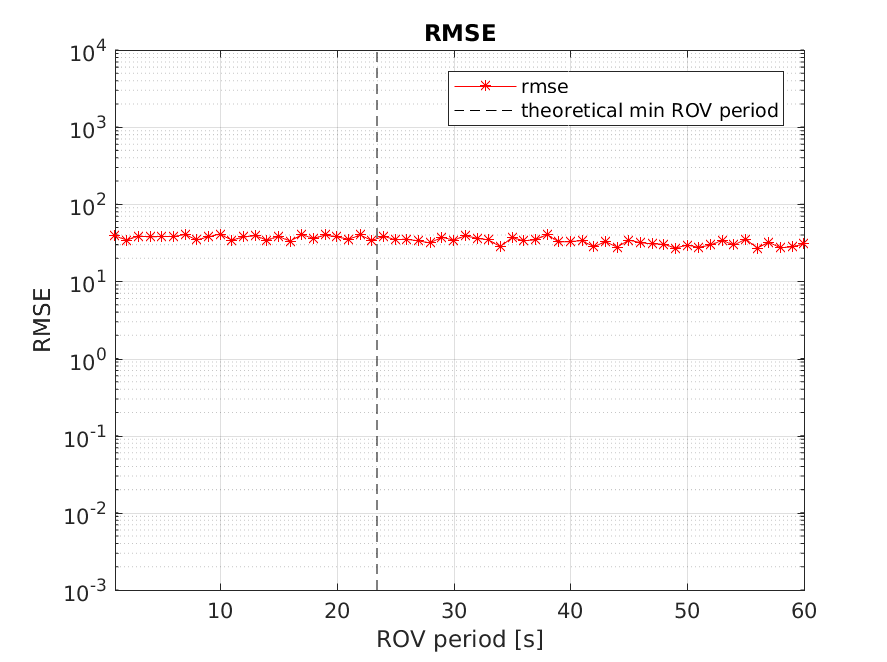 RMSE
10^4
10^3
10^2
10^1
10^0
10^-1
10^-2
10^-3
RMSE
rmse
theoretical min ROV period
10 20 30 40 50 60
ROV period [s]